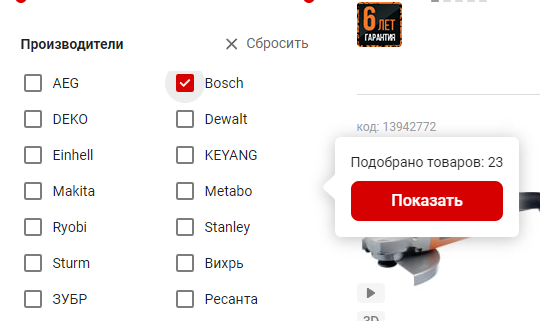 6 ЛЕТ
ГАРАНТИЯ
Производители
Сбросить
AEG
Bosch
DEKO
Dewalt
Einhell
KEYANG
Makita
Metabo
Ryobi
Stanley
Sturm
Вихрь
ЗУБР
Ресанта
код: 13942772
Подобрано товаров: 23
Показать
3D